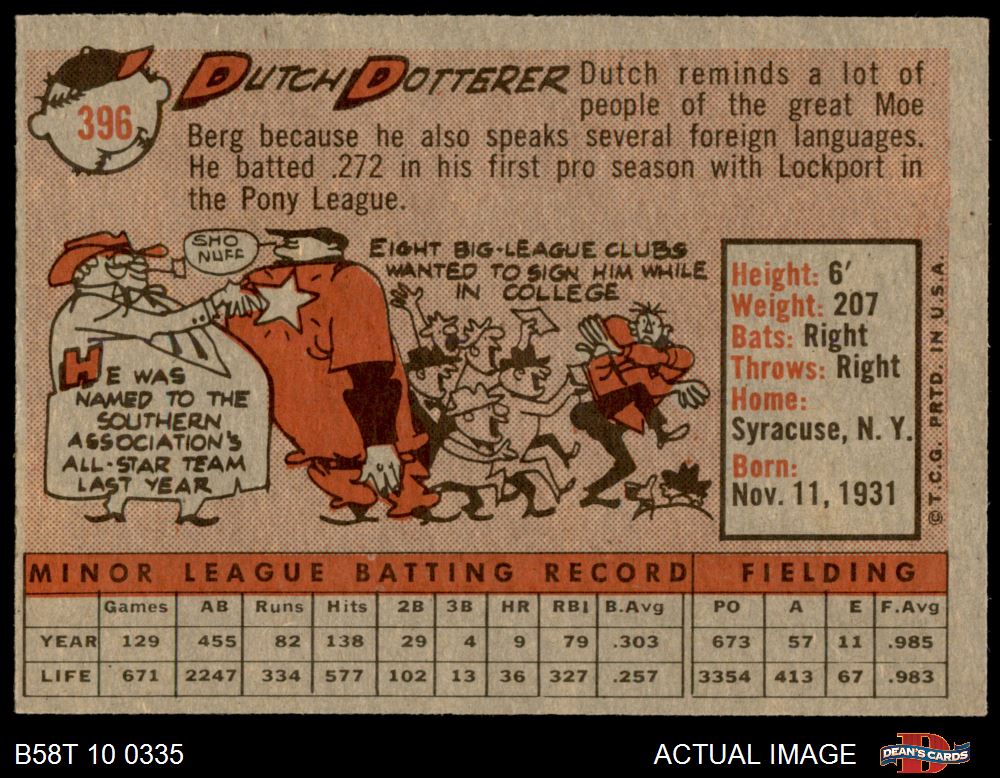 396
DUTCH DOTTERER
Dutch reminds a lot of
people of the great Moe
Berg because he also speaks several foreign languages.
He batted .272 in his first pro season with Lockport in
the Pony League.
SHO
NUFF
EIGHT BIG-LEAGUE CLUBS
WANTED TO SIGN HIM WHILE
IN COLLEGE
HE WAS
NAMED TO THE
SOUTHERN
ASSOCIATION'S
ALL-STAR TEAM
LAST YEAR
Height: 6'
Weight: 207
Bats: Right
Throws: Right
Home:
Syracuse, N. Y.
Born:
Nov. 11, 1931
© T.C.G. PRTD. IN U.S.A.
MINOR LEAGUE BATTING RECORD FIELDING
Games AB Runs Hits 2B 3B HR RBI B.Avg PO A E F.Avg
YEAR 129 455 82 138 29 4 9 79 .303 673 57 11 .985
LIFE 671 2247 334 577 102 13 36 327 .257 3354 413 67 .983
B58T 10 0335
ACTUAL IMAGE
DEAN'S CARDS